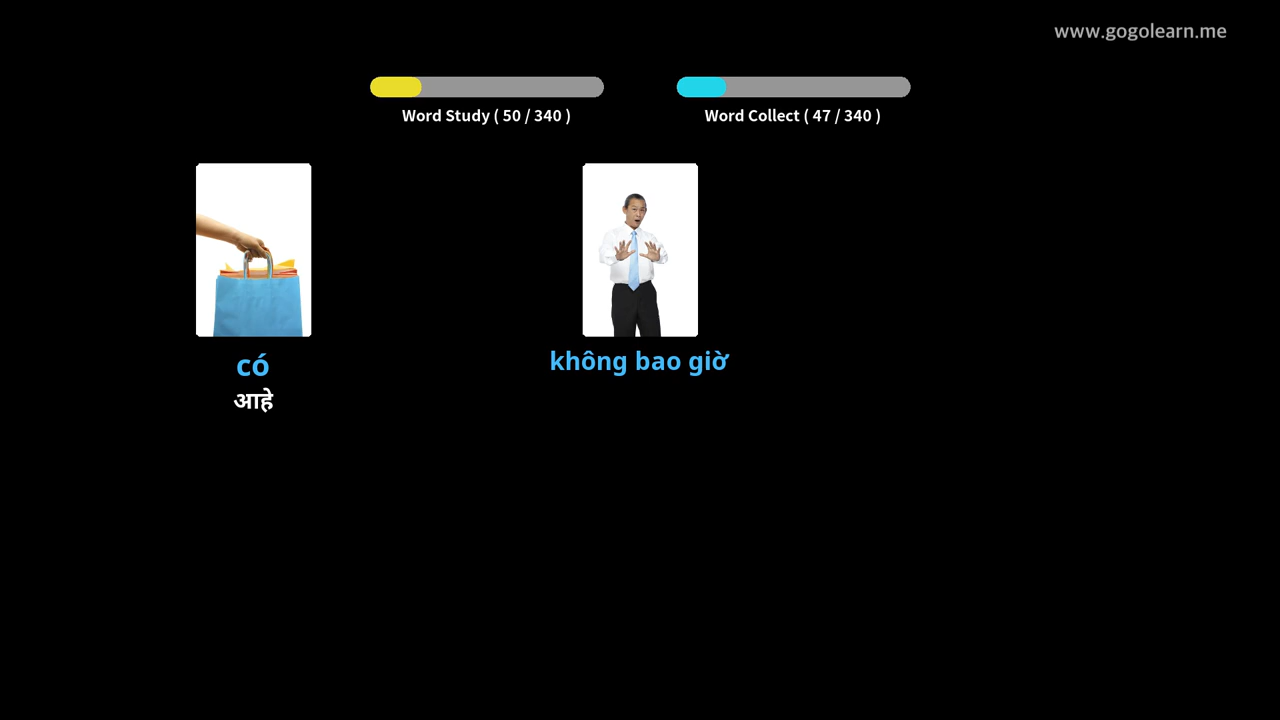 www.gogolearn.me
Word Study ( 50 / 340 )
Word Collect ( 47 / 340 )
có
आहे
không bao giờ